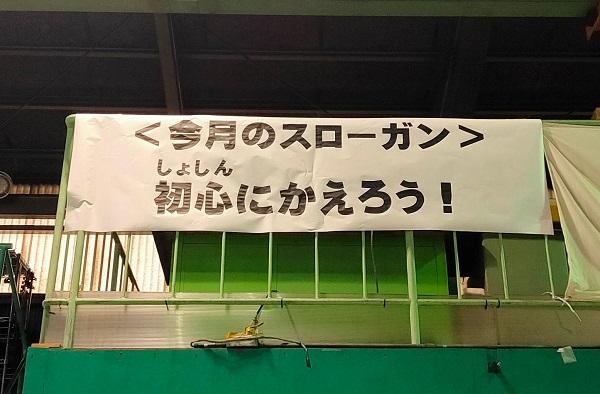 ＜今月のスローガン＞
しょしん
初心にかえろう！